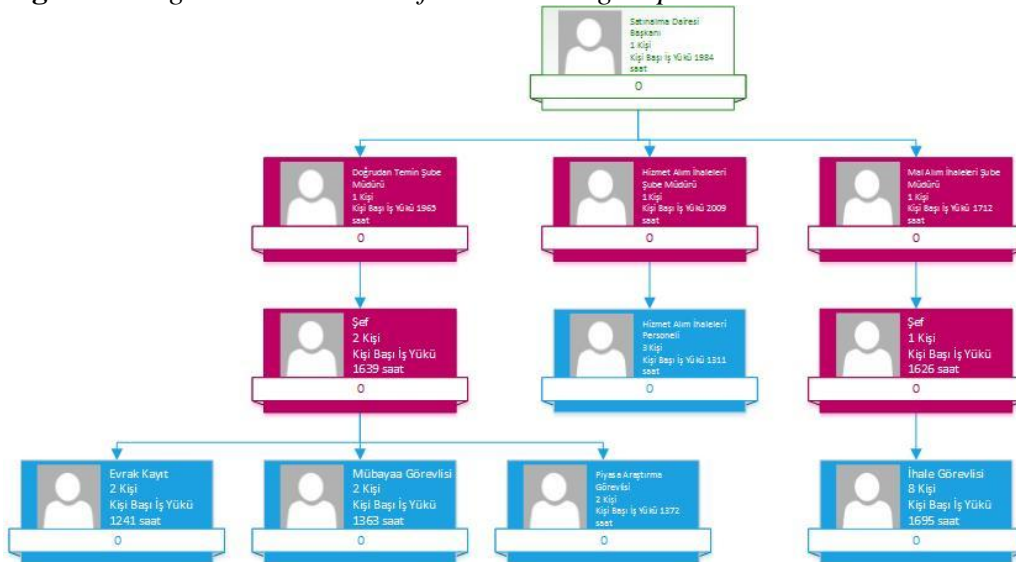 Satınalma Dairesi
Başkanı
1 Kişi
Kişi Başı İş Yükü 1984
saat
0
Doğrudan Temin Şube
Müdürü
1 Kişi
Kişi Başı İş Yükü 1963
saat
0
Hizmet Alım İhaleleri
Şube Müdürü
1 Kişi
Kişi Başı İş Yükü 2009
saat
0
Mal Alım İhaleleri Şube
Müdürü
1 Kişi
Kişi Başı İş Yükü 1712
saat
0
Şef
2 Kişi
Kişi Başı İş Yükü
1639 saat
0
Hizmet Alım İhaleleri
Personeli
3 Kişi
Kişi Başı İş Yükü 1311
saat
0
Şef
1 Kişi
Kişi Başı İş Yükü
1626 saat
0
Evrak Kayıt
2 Kişi
Kişi Başı İş Yükü
1241 saat
0
Mübayaa Görevlisi
2 Kişi
Kişi Başı İş Yükü
1363 saat
0
Piyasa Araştırma
Görevlisi
2 Kişi
Kişi Başı İş Yükü 1372
saat
0
İhale Görevlisi
8 Kişi
Kişi Başı İş Yükü
1695 saat
0